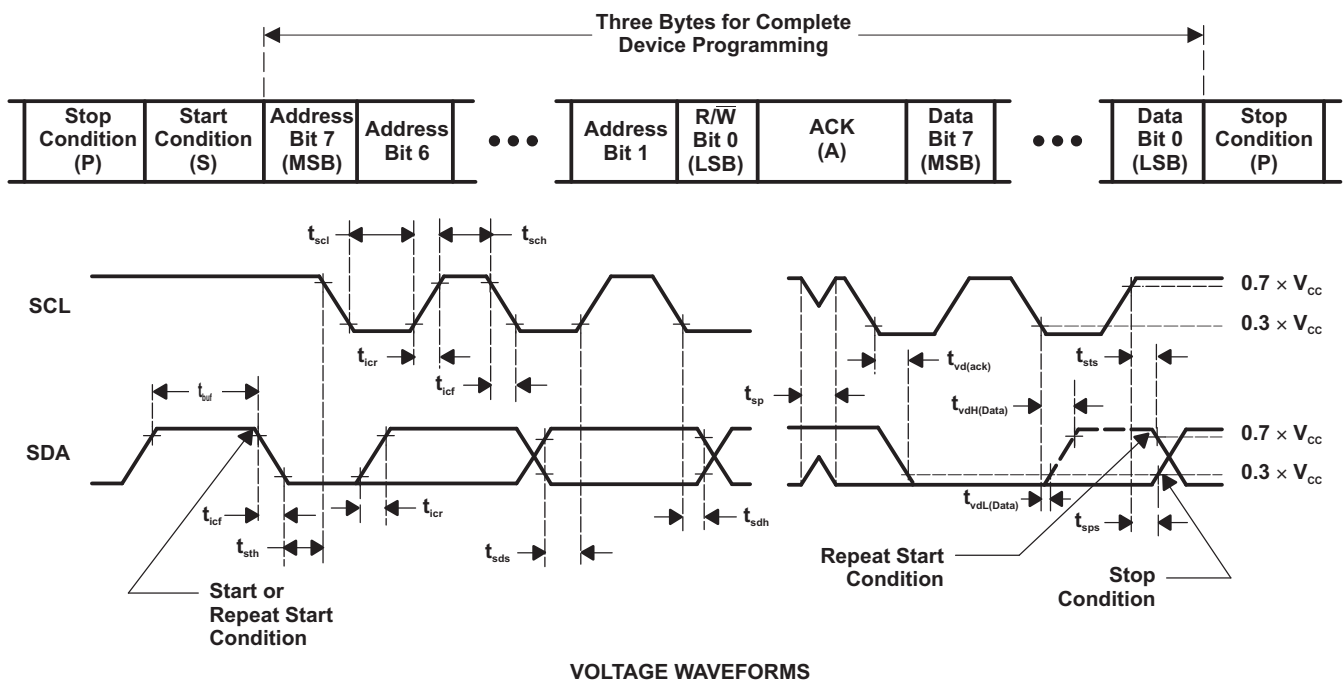 Three Bytes for Complete
Device Programming
Stop
Condition
(P)
Start
Condition
(S)
Address
Bit 7
(MSB)
Address
Bit 6
•••
Address
Bit 1
R/W̅
Bit 0
(LSB)
ACK
(A)
Data
Bit 7
(MSB)
•••
Data
Bit 0
(LSB)
Stop
Condition
(P)
tscl
tsch
SCL
0.7 × VCC
0.3 × VCC
ticr
ticf
tbuf
tsp
tvd(ack)
tsts
tvdH(Data)
SDA
0.7 × VCC
0.3 × VCC
ticf
ticr
tsth
tsds
tsdh
tvdL(Data)
tsps
Start or
Repeat Start
Condition
Repeat Start
Condition
Stop
Condition
VOLTAGE WAVEFORMS